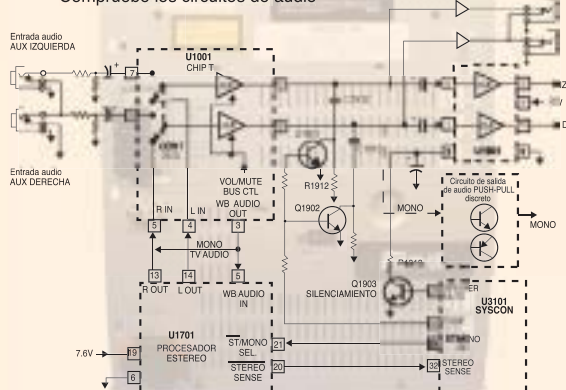 Compruebe los circuitos de audio
Entrada audio
AUX IZQUIERDA
U1001
CHIP T
7
Entrada audio
AUX DERECHA
VOL/MUTE
BUS CTL
WB AUDIO
OUT
R IN
L IN
5
4
3
MONO
TV AUDIO
13
14
5
R OUT
L OUT
WB AUDIO
IN
R1912
Q1902
MONO
Circuito de salida
de audio PUSH-PULL
discreto
MONO
Q1903
SILENCIAMIENTO
U3101
SYSCON
U1701
PROCESADOR
ESTEREO
7.6V
19
6
ST/MONO
SEL
21
STEREO
SENSE
20
32
STEREO
SENSE